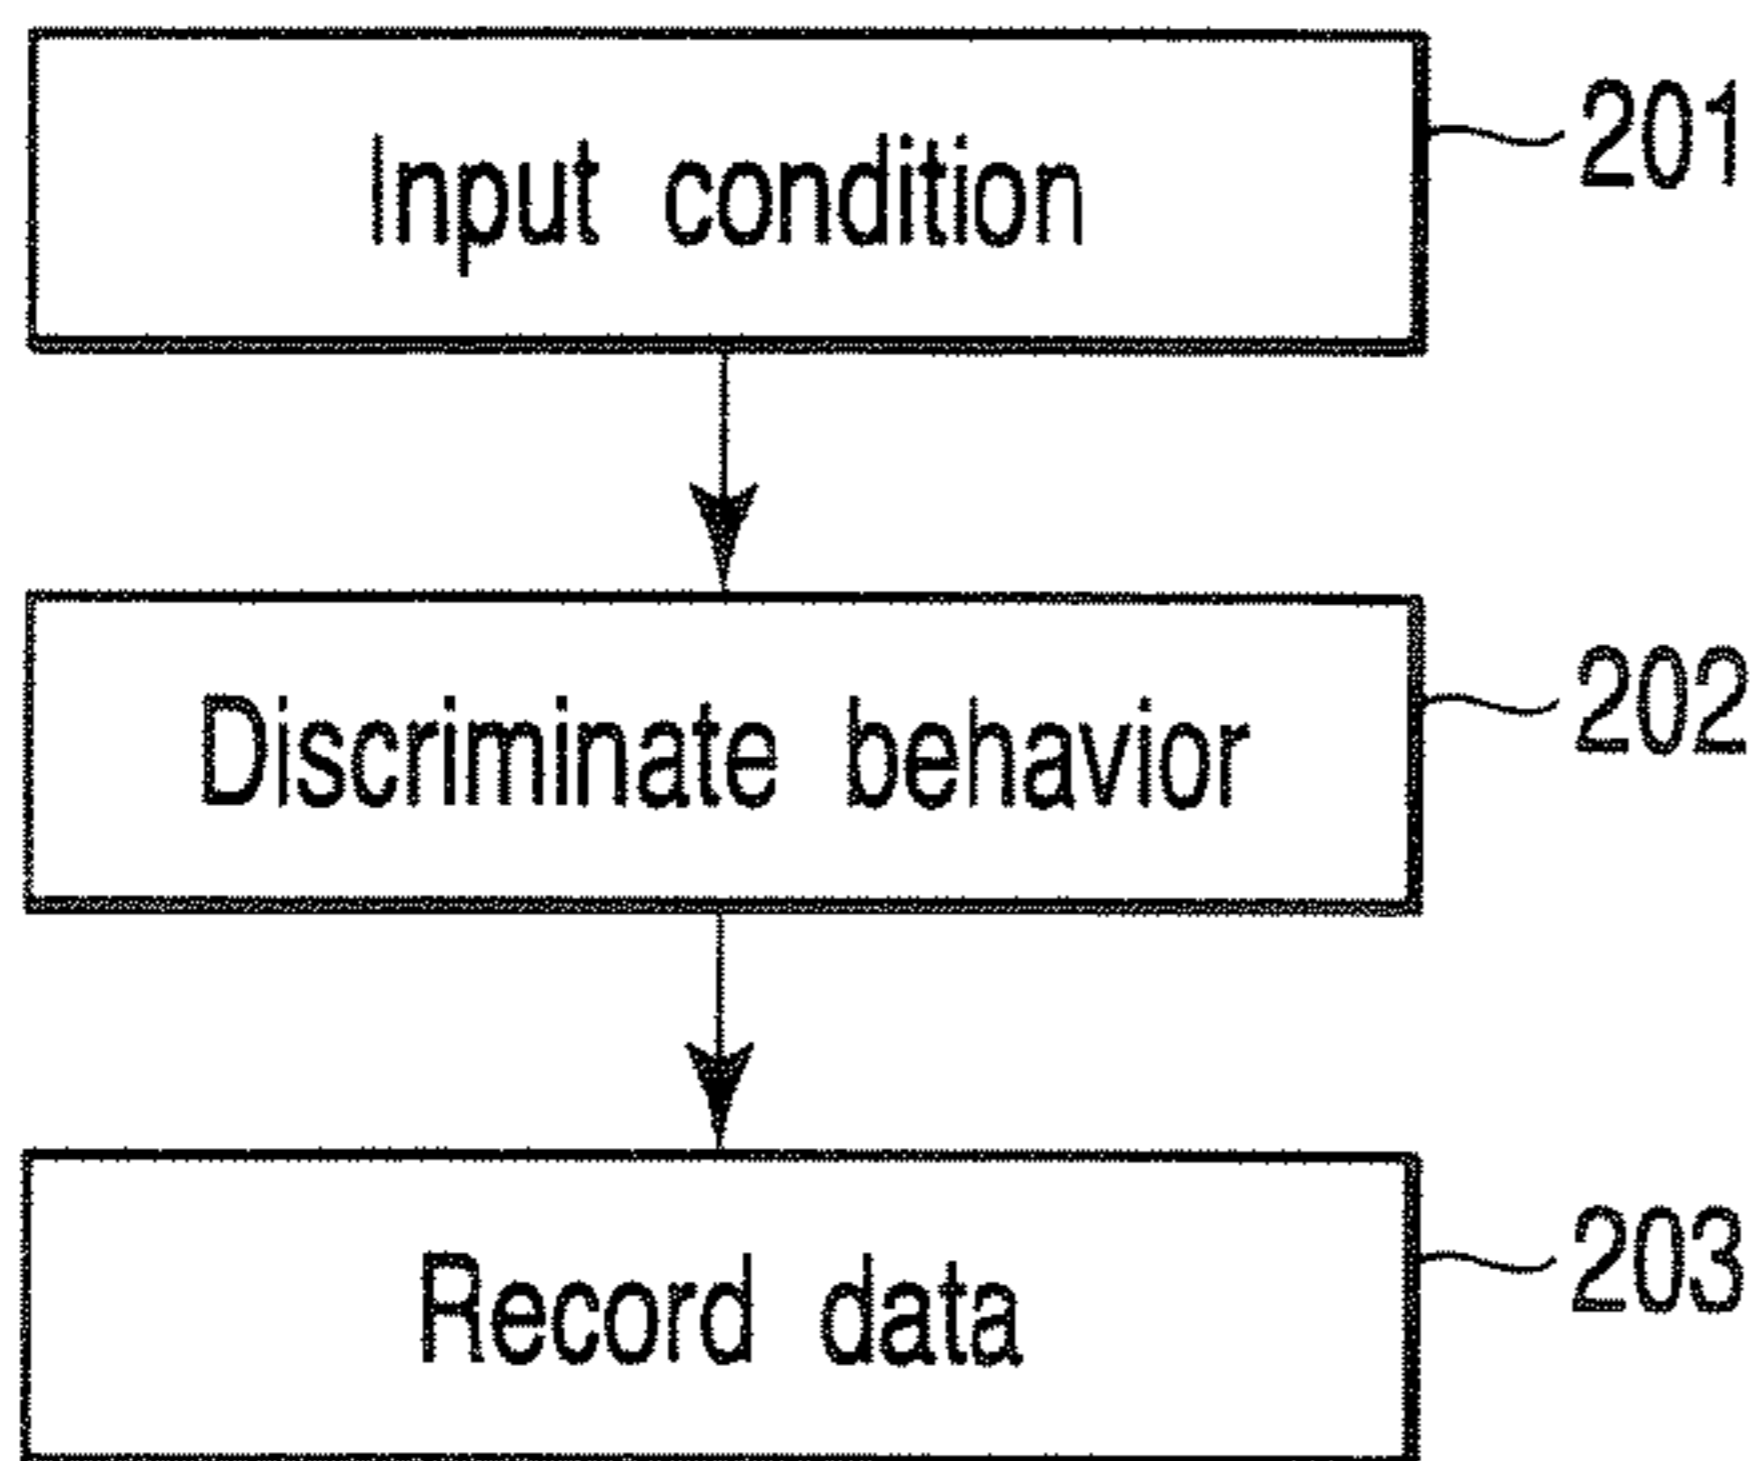 Input condition
201
Discriminate behavior
202
Record data
203